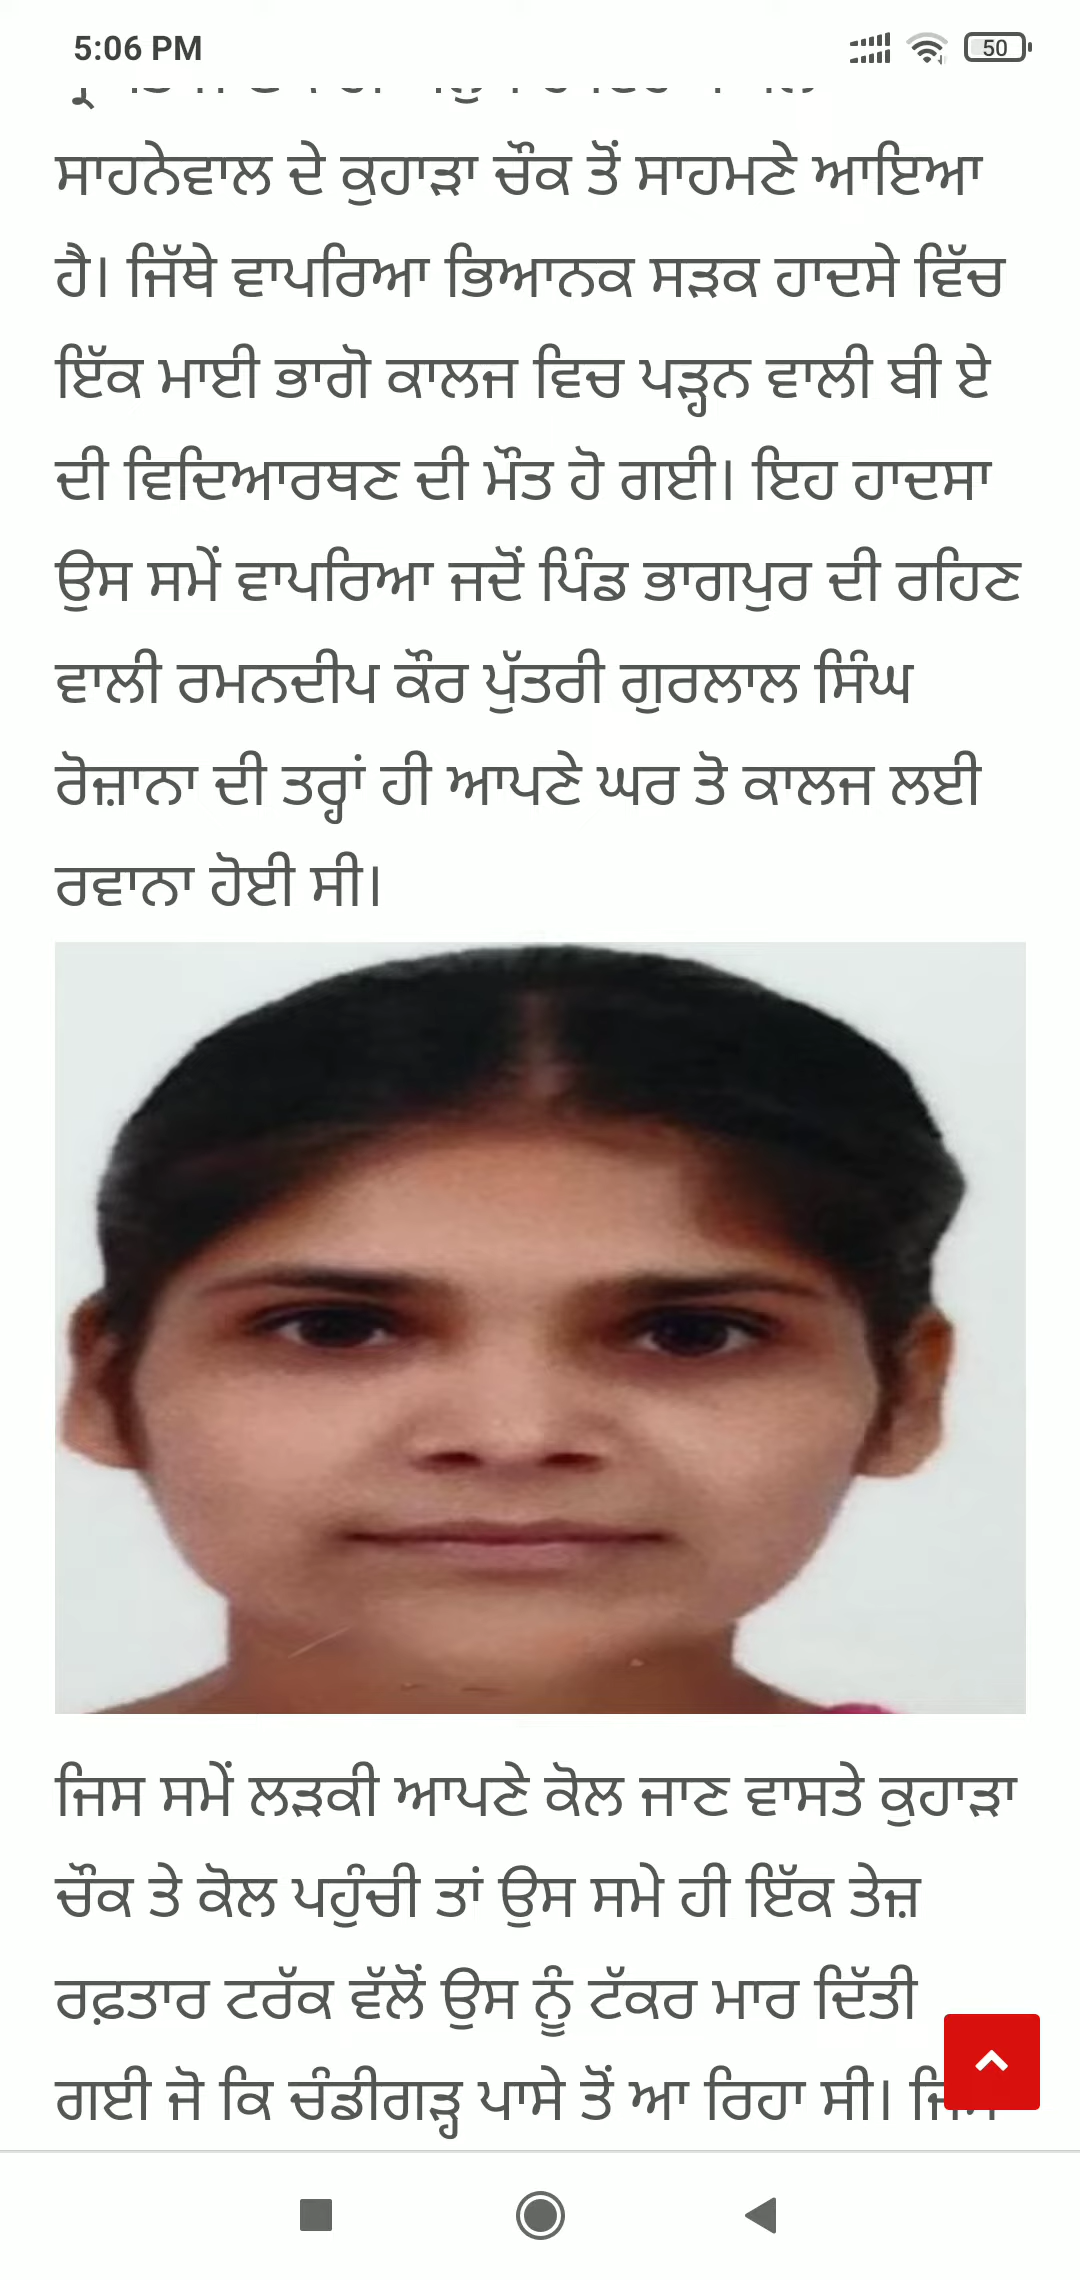 5:06 PM
50
ਸਾਹਨੇਵਾਲ ਦੇ ਕੁਹਾੜਾ ਚੌਕ ਤੋਂ ਸਾਹਮਣੇ ਆਇਆ
ਹੈ। ਜਿੱਥੇ ਵਾਪਰਿਆ ਭਿਆਨਕ ਸੜਕ ਹਾਦਸੇ ਵਿੱਚ
ਇੱਕ ਮਾਈ ਭਾਗੋ ਕਾਲਜ ਵਿਚ ਪੜ੍ਹਨ ਵਾਲੀ ਬੀ ਏ
ਦੀ ਵਿਦਿਆਰਥਣ ਦੀ ਮੌਤ ਹੋ ਗਈ। ਇਹ ਹਾਦਸਾ
ਉਸ ਸਮੇਂ ਵਾਪਰਿਆ ਜਦੋਂ ਪਿੰਡ ਭਾਗਪੁਰ ਦੀ ਰਹਿਣ
ਵਾਲੀ ਰਮਨਦੀਪ ਕੌਰ ਪੁੱਤਰੀ ਗੁਰਲਾਲ ਸਿੰਘ
ਰੋਜ਼ਾਨਾ ਦੀ ਤਰ੍ਹਾਂ ਹੀ ਆਪਣੇ ਘਰ ਤੋ ਕਾਲਜ ਲਈ
ਰਵਾਨਾ ਹੋਈ ਸੀ।
ਜਿਸ ਸਮੇਂ ਲੜਕੀ ਆਪਣੇ ਕੋਲ ਜਾਣ ਵਾਸਤੇ ਕੁਹਾੜਾ
ਚੌਕ ਤੇ ਕੋਲ ਪਹੁੰਚੀ ਤਾਂ ਉਸ ਸਮੇ ਹੀ ਇੱਕ ਤੇਜ਼
ਰਫ਼ਤਾਰ ਟਰੱਕ ਵੱਲੋਂ ਉਸ ਨੂੰ ਟੱਕਰ ਮਾਰ ਦਿੱਤੀ
ਗਈ ਜੋ ਕਿ ਚੰਡੀਗੜ੍ਹ ਪਾਸੇ ਤੋਂ ਆ ਰਿਹਾ ਸੀ।